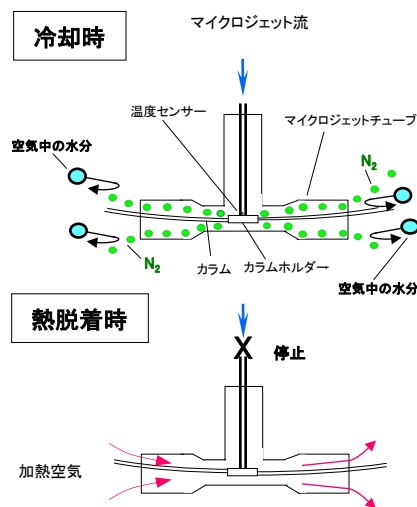 冷却時
マイクロジェット流
温度センサー
マイクロジェットチューブ
空気中の水分
N2
N2
カラム
カラムホルダー
空気中の水分
熱脱着時
X
停止
加熱空気